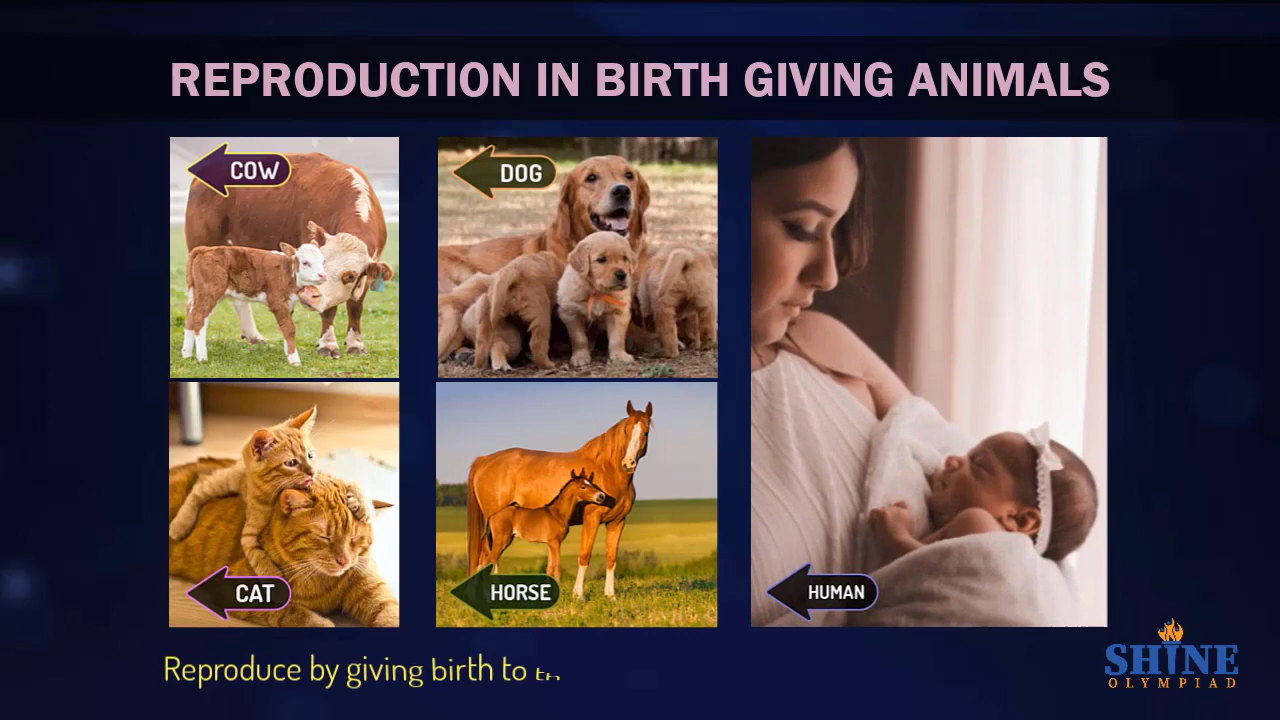 REPRODUCTION IN BIRTH GIVING ANIMALS
COW
DOG
CAT
HORSE
HUMAN
Reproduce by giving birth to
SHINE
OLYMPIAD